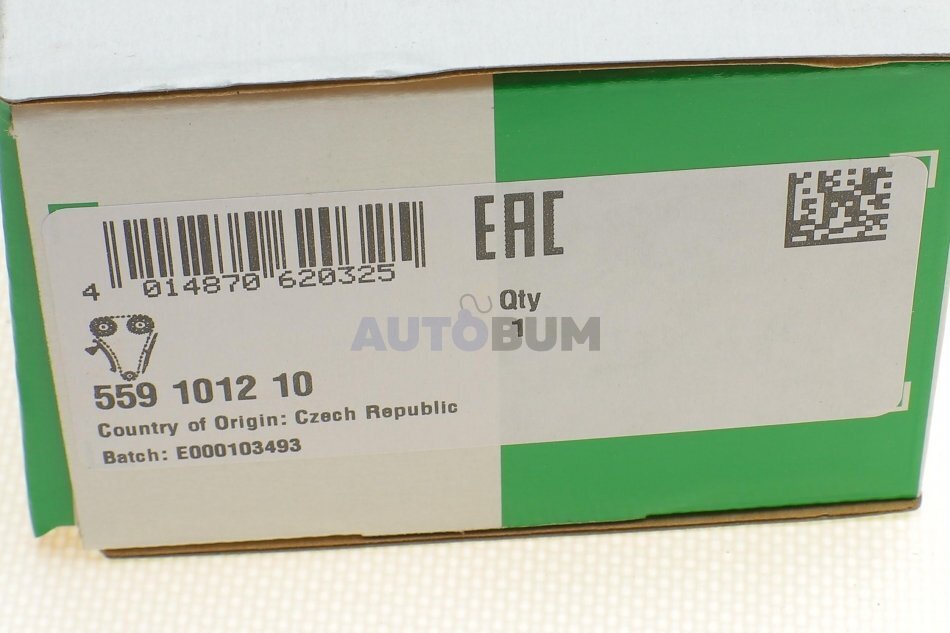 4 014870 620325
EAC
Qty
1
AUTOBUM
559 1012 10
Country of Origin: Czech Republic
Batch: E000103493